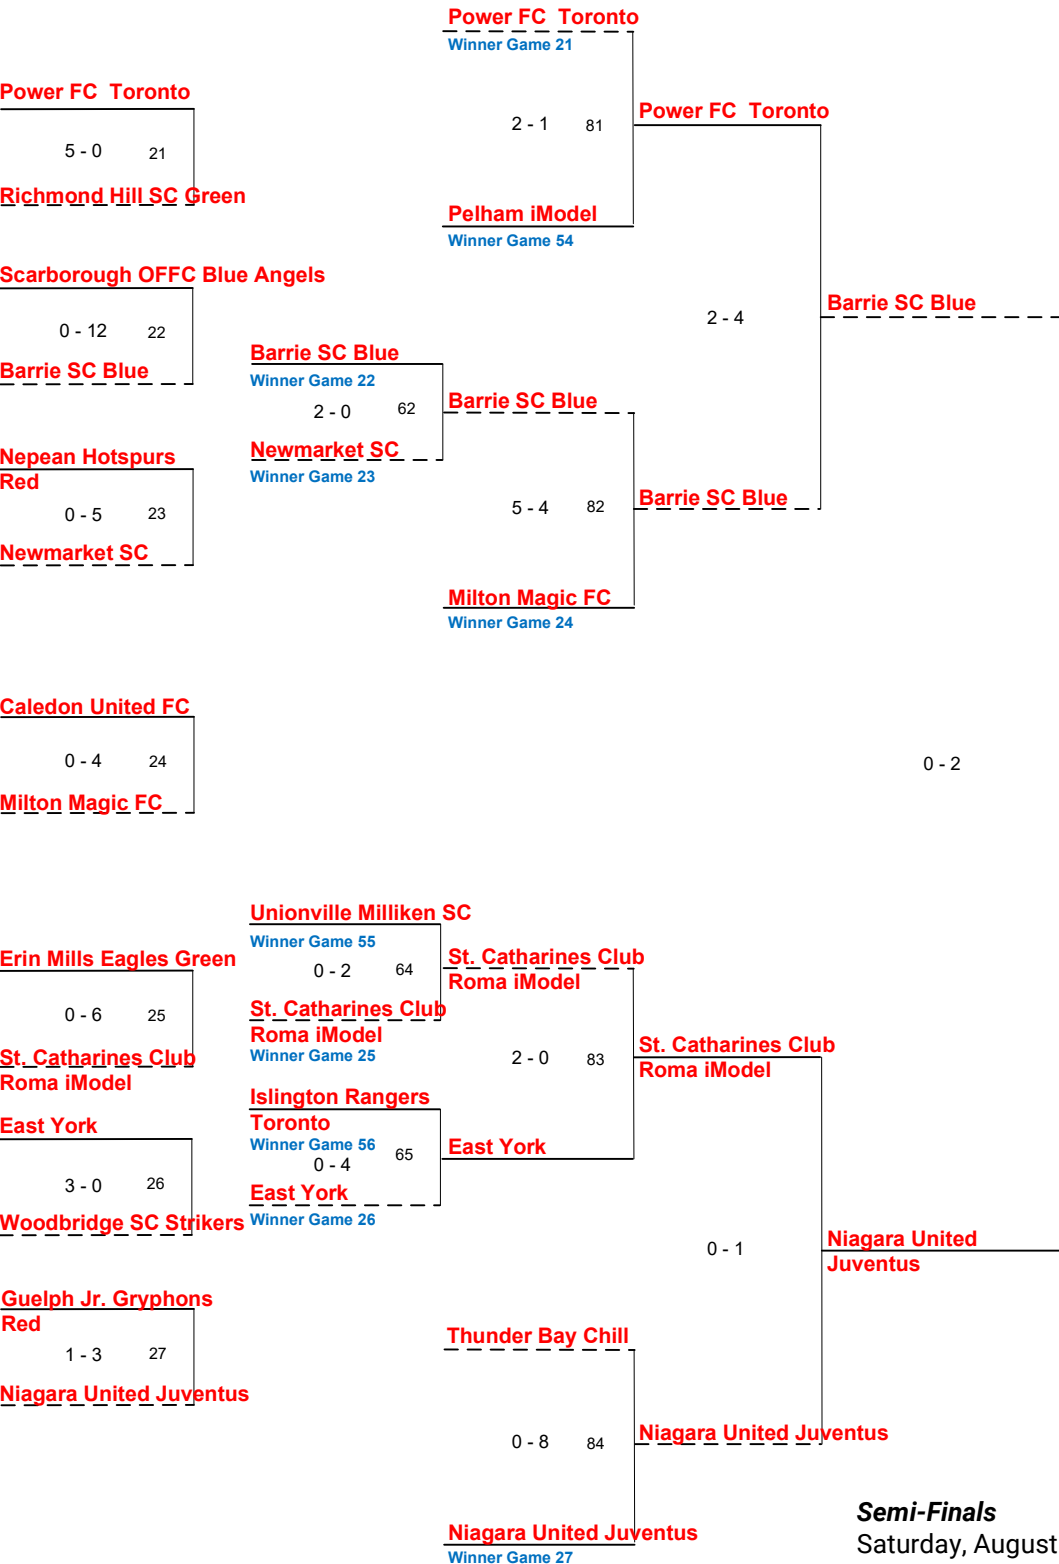 Power FC  Toronto
Winner Game 21
Power FC  Toronto
2 - 1 81
Power FC  Toronto
5 - 0 21
Richmond Hill SC Green
Pelham iModel
Winner Game 54
Scarborough OFFC Blue Angels
0 - 12 22
Barrie SC Blue
2 - 4
Barrie SC Blue
Barrie SC Blue
Winner Game 22
2 - 0 62
Barrie SC Blue
Newmarket SC
Winner Game 23
Nepean Hotspurs
Red
0 - 5 23
Newmarket SC
5 - 4 82
Barrie SC Blue
Milton Magic FC
Winner Game 24
Caledon United FC
0 - 4 24
Milton Magic FC
0 - 2
Unionville Milliken SC
Winner Game 55
0 - 2 64
St. Catharines Club
Roma iModel
Erin Mills Eagles Green
0 - 6 25
St. Catharines Club
Roma iModel
St. Catharines Club
Roma iModel
Winner Game 25
2 - 0 83
St. Catharines Club
Roma iModel
Islington Rangers
Toronto
Winner Game 56
0 - 4 65
East York
East York
3 - 0 26
Woodbridge SC Strikers
East York
Winner Game 26
0 - 1
Niagara United
Juventus
Guelph Jr. Gryphons
Red
1 - 3 27
Niagara United Juventus
Thunder Bay Chill
0 - 8 84
Niagara United Juventus
Niagara United Juventus
Winner Game 27
Semi-Finals
Saturday, August